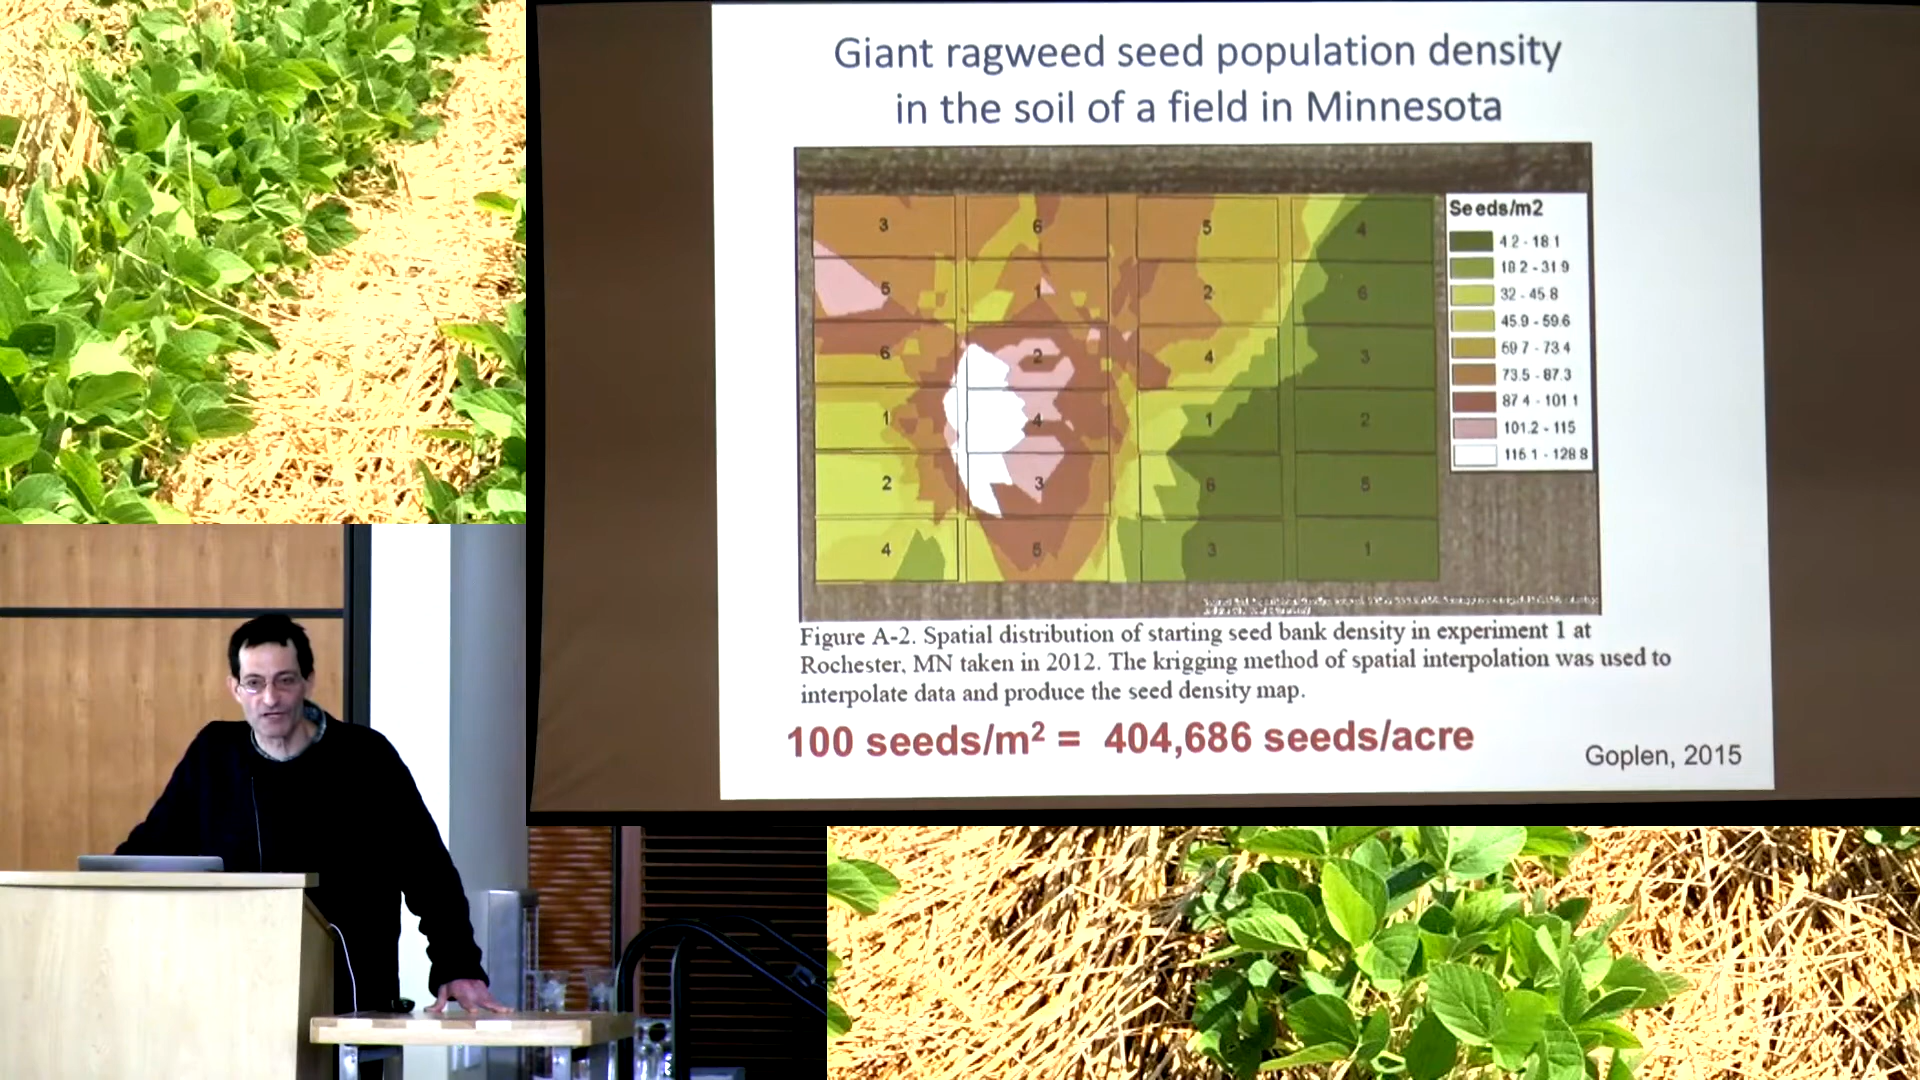 Giant ragweed seed population density
in the soil of a field in Minnesota
Seeds/m2
4 2 - 18 1
18 2 - 31 9
32 - 45 8
45.9 - 59.6
59 7 - 73 4
73.5 - 87.3
87 4 - 101 1
101.2 - 115
115 1 - 128 8
3 6 5 4
5 1 2 6
6 2 4 3
1 4 1 2
2 3 6 5
4 5 3 1
Figure A-2. Spatial distribution of starting seed bank density in experiment 1 at
Rochester, MN taken in 2012. The krigging method of spatial interpolation was used to
interpolate data and produce the seed density map.
100 seeds/m² = 404,686 seeds/acre
Goplen, 2015